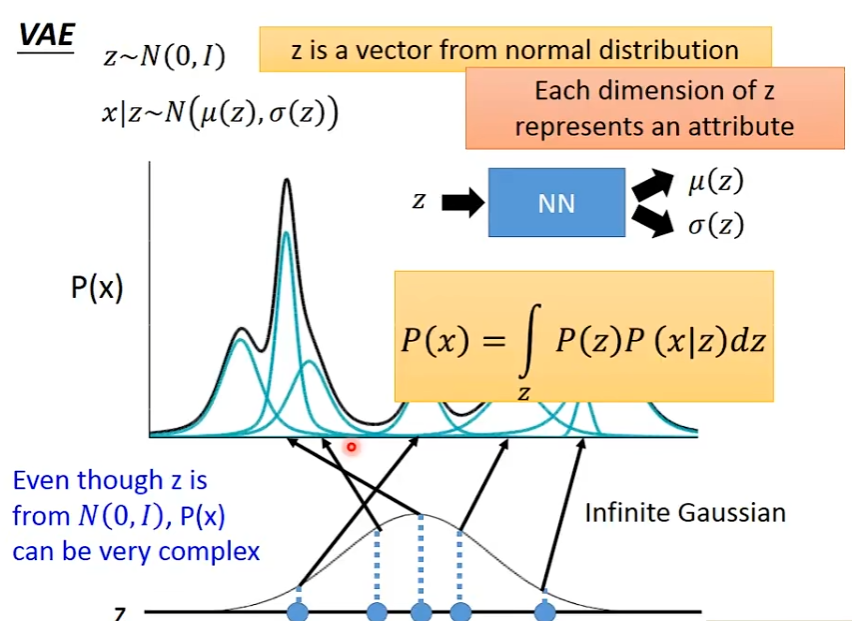 VAE
z~N(0, I)
z is a vector from normal distribution
Each dimension of z
represents an attribute
x|z~N(μ(z), σ(z))
z
NN
μ(z)
σ(z)
P(x)
P(x) = ∫ P(z)P (x|z)dz
z
Even though z is
from N(0, I), P(x)
can be very complex
Infinite Gaussian
z